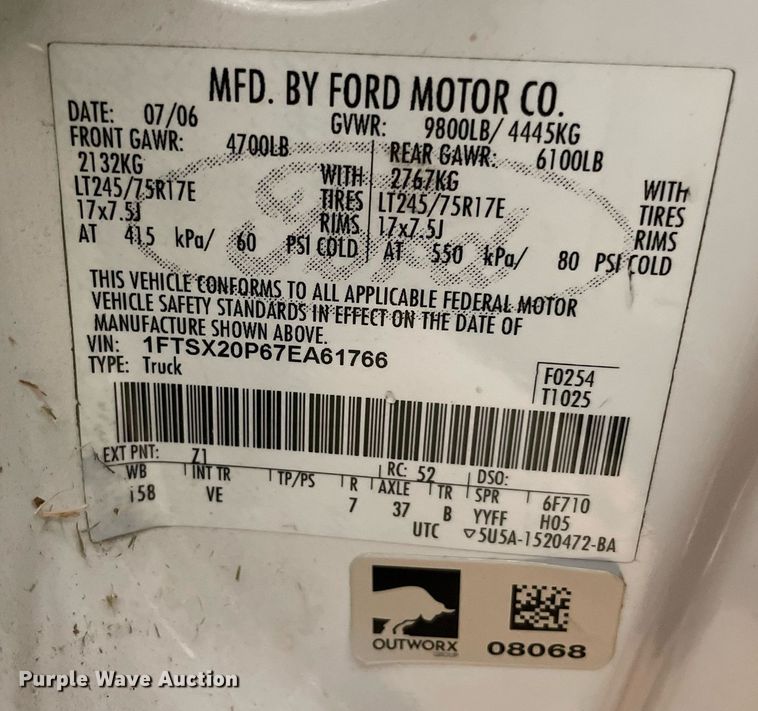 MFD. BY FORD MOTOR CO.
DATE: 07/06 GVWR: 9800LB/ 4445KG
FRONT GAWR: 4700LB REAR GAWR: 6100LB
2132KG WITH 2767KG WITH
LT245/75R17E TIRES LT245/75R17E TIRES
17x7.5J RIMS 17x7.5J RIMS
AT 415 kPa/ 60 PSI COLD AT 550 kPa/ 80 PSI COLD
Ford
THIS VEHICLE CONFORMS TO ALL APPLICABLE FEDERAL MOTOR
VEHICLE SAFETY STANDARDS IN EFFECT ON THE DATE OF
MANUFACTURE SHOWN ABOVE.
VIN: 1FTSX20P67EA61766
TYPE: Truck
F0254
T1025
EXT PNT: Z1 RC: 52 DSO:
WB INT TR TP/PS R AXLE TR SPR 6F710
158 VE 7 37 B YYFF H05
UTC ▽5U5A-1520472-BA
OUTWORX
GROUP
08068
Purple Wave Auction